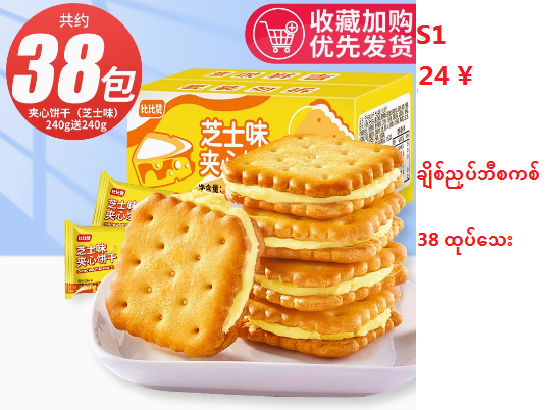 共约
38包
夹心饼干（芝士味）
240g送240g
收藏加购
优先发货
比比赞
芝士味
夹心饼干
比比赞
芝士味
夹心饼干
S1
24 ¥
ချိစ်ညှပ်ဘီစကစ်
38 ထုပ်သေး